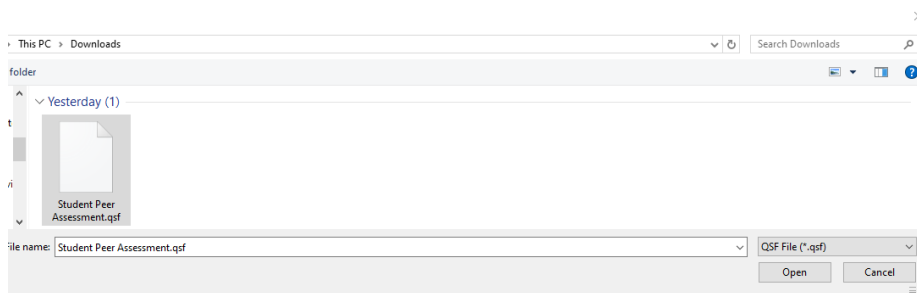 This PC > Downloads
Search Downloads
folder
Yesterday (1)
t
vi
Student Peer
Assessment.qsf
File name: Student Peer Assessment.qsf
QSF File (*.qsf)
Open Cancel